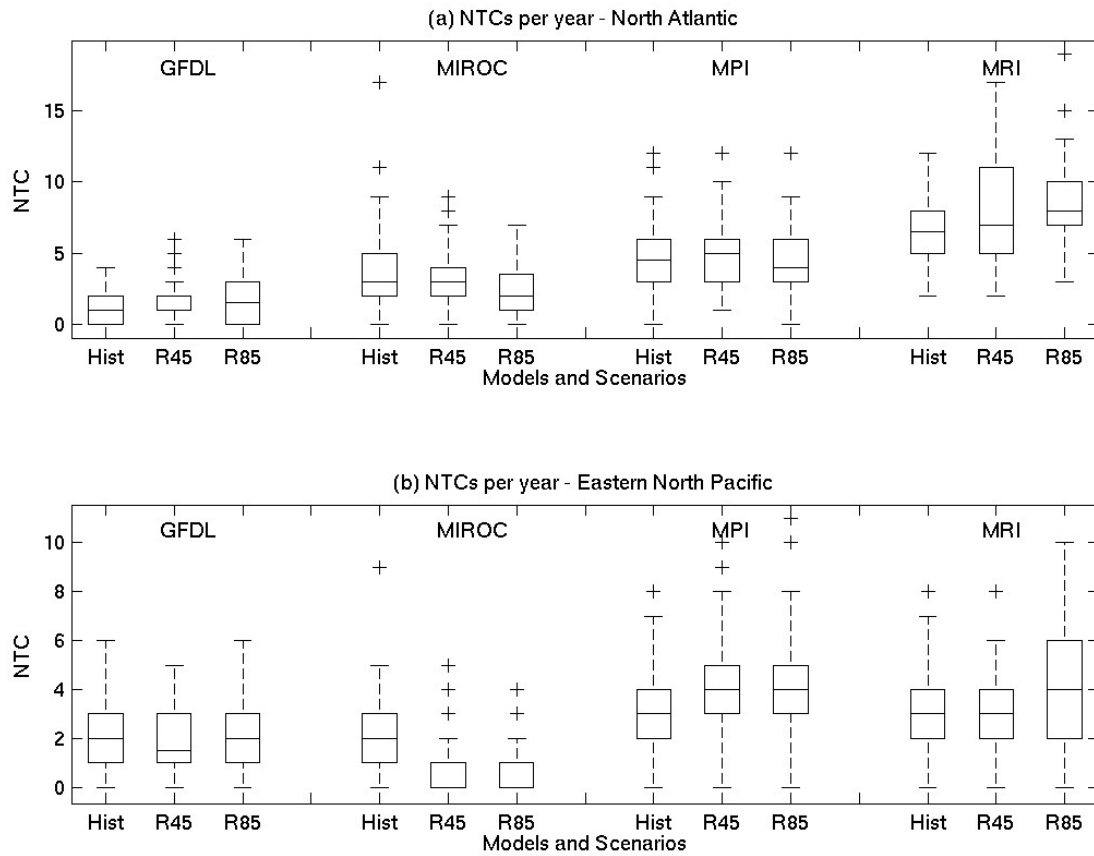 (a) NTCs per year - North Atlantic
GFDL MIROC MPI MRI
NTC
15
10
5
0
Hist R45 R85 Hist R45 R85 Hist R45 R85 Hist R45 R85
Models and Scenarios
(b) NTCs per year - Eastern North Pacific
GFDL MIROC MPI MRI
NTC
10
8
6
4
2
0
Hist R45 R85 Hist R45 R85 Hist R45 R85 Hist R45 R85
Models and Scenarios